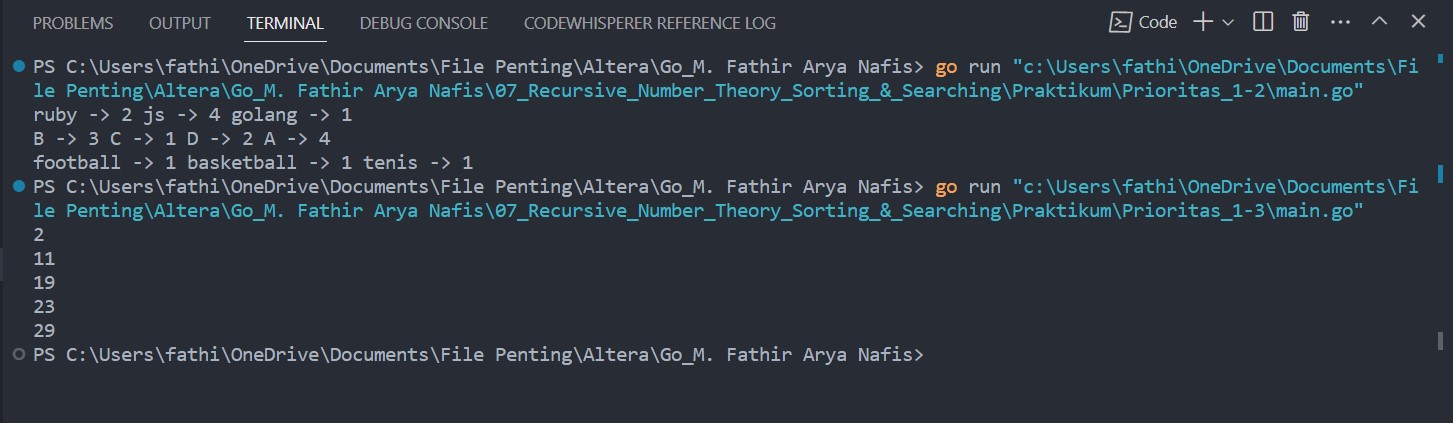 PROBLEMS OUTPUT TERMINAL DEBUG CONSOLE CODEWHISPERER REFERENCE LOG Code
PS C:\Users\fathi\OneDrive\Documents\File Penting\Altera\Go_M. Fathir Arya Nafis> go run "c:\Users\fathi\OneDrive\Documents\Fi
le Penting\Altera\Go_M. Fathir Arya Nafis\07_Recursive_Number_Theory_Sorting_&_Searching\Praktikum\Prioritas_1-2\main.go"
ruby -> 2 js -> 4 golang -> 1
B -> 3 C -> 1 D -> 2 A -> 4
football -> 1 basketball -> 1 tenis -> 1
PS C:\Users\fathi\OneDrive\Documents\File Penting\Altera\Go_M. Fathir Arya Nafis> go run "c:\Users\fathi\OneDrive\Documents\Fi
le Penting\Altera\Go_M. Fathir Arya Nafis\07_Recursive_Number_Theory_Sorting_&_Searching\Praktikum\Prioritas_1-3\main.go"
2
11
19
23
29
PS C:\Users\fathi\OneDrive\Documents\File Penting\Altera\Go_M. Fathir Arya Nafis>